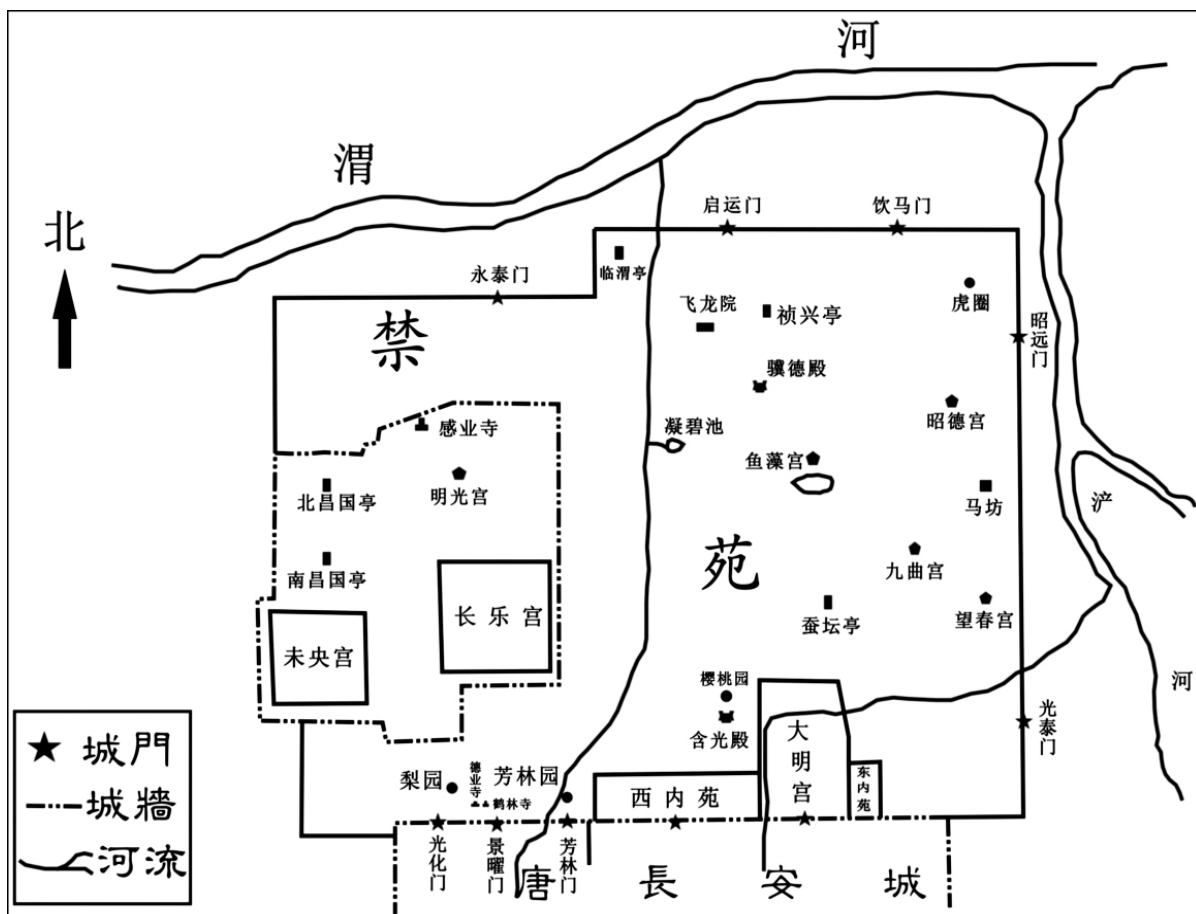 河
渭
北
启运门
饮马门
永泰门
临渭亭
飞龙院
祯兴亭
虎圈
昭远门
禁
骥德殿
昭德宫
感业寺
凝碧池
鱼藻宫
北昌国亭
明光宫
马坊
浐
苑
九曲宫
南昌国亭
长乐宫
蚕坛亭
望春宫
未央宫
樱桃园
河
含光殿
大明宫
光泰门
梨园
德业寺
芳林园
鹤林寺
西内苑
东内苑
光化门
景曜门
芳林门
唐長安城
城門
城牆
河流